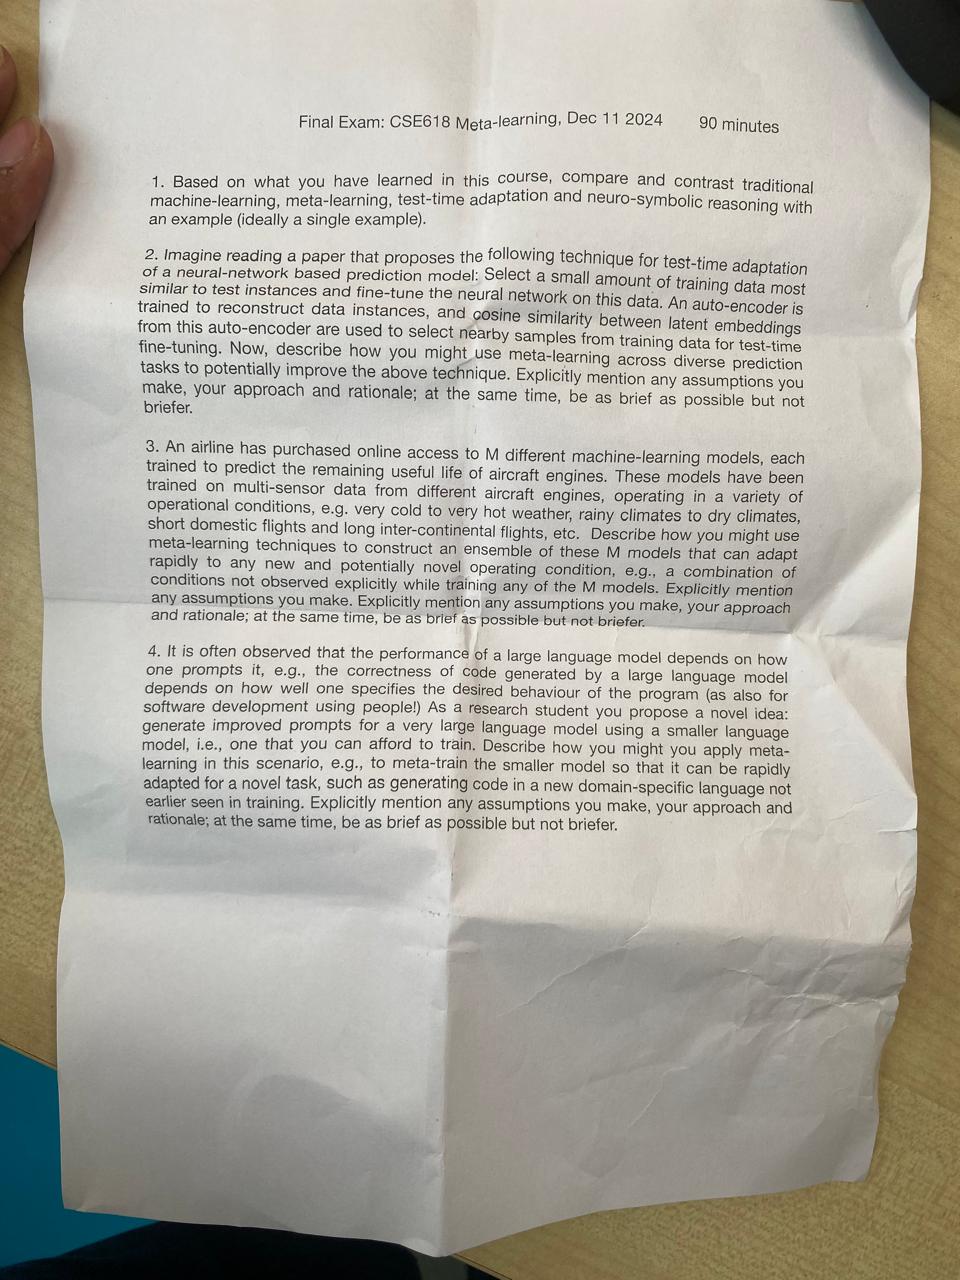 Final Exam: CSE618 Meta-learning, Dec 11 2024 90 minutes
1. Based on what you have learned in this course, compare and contrast traditional
machine-learning, meta-learning, test-time adaptation and neuro-symbolic reasoning with
an example (ideally a single example).
2. Imagine reading a paper that proposes the following technique for test-time adaptation
of a neural-network based prediction model: Select a small amount of training data most
similar to test instances and fine-tune the neural network on this data. An auto-encoder is
trained to reconstruct data instances, and cosine similarity between latent embeddings
from this auto-encoder are used to select nearby samples from training data for test-time
fine-tuning. Now, describe how you might use meta-learning across diverse prediction
tasks to potentially improve the above technique. Explicitly mention any assumptions you
make, your approach and rationale; at the same time, be as brief as possible but not
briefer.
3. An airline has purchased online access to M different machine-learning models, each
trained to predict the remaining useful life of aircraft engines. These models have been
trained on multi-sensor data from different aircraft engines, operating in a variety of
operational conditions, e.g. very cold to very hot weather, rainy climates to dry climates,
short domestic flights and long inter-continental flights, etc. Describe how you might use
meta-learning techniques to construct an ensemble of these M models that can adapt
rapidly to any new and potentially novel operating condition, e.g., a combination of
conditions not observed explicitly while training any of the M models. Explicitly mention
any assumptions you make. Explicitly mention any assumptions you make, your approach
and rationale; at the same time, be as brief as possible but not briefer.
4. It is often observed that the performance of a large language model depends on how
one prompts it, e.g., the correctness of code generated by a large language model
depends on how well one specifies the desired behaviour of the program (as also for
software development using people!) As a research student you propose a novel idea:
generate improved prompts for a very large language model using a smaller language
model, i.e., one that you can afford to train. Describe how you might you apply meta-
learning in this scenario, e.g., to meta-train the smaller model so that it can be rapidly
adapted for a novel task, such as generating code in a new domain-specific language not
earlier seen in training. Explicitly mention any assumptions you make, your approach and
rationale; at the same time, be as brief as possible but not briefer.